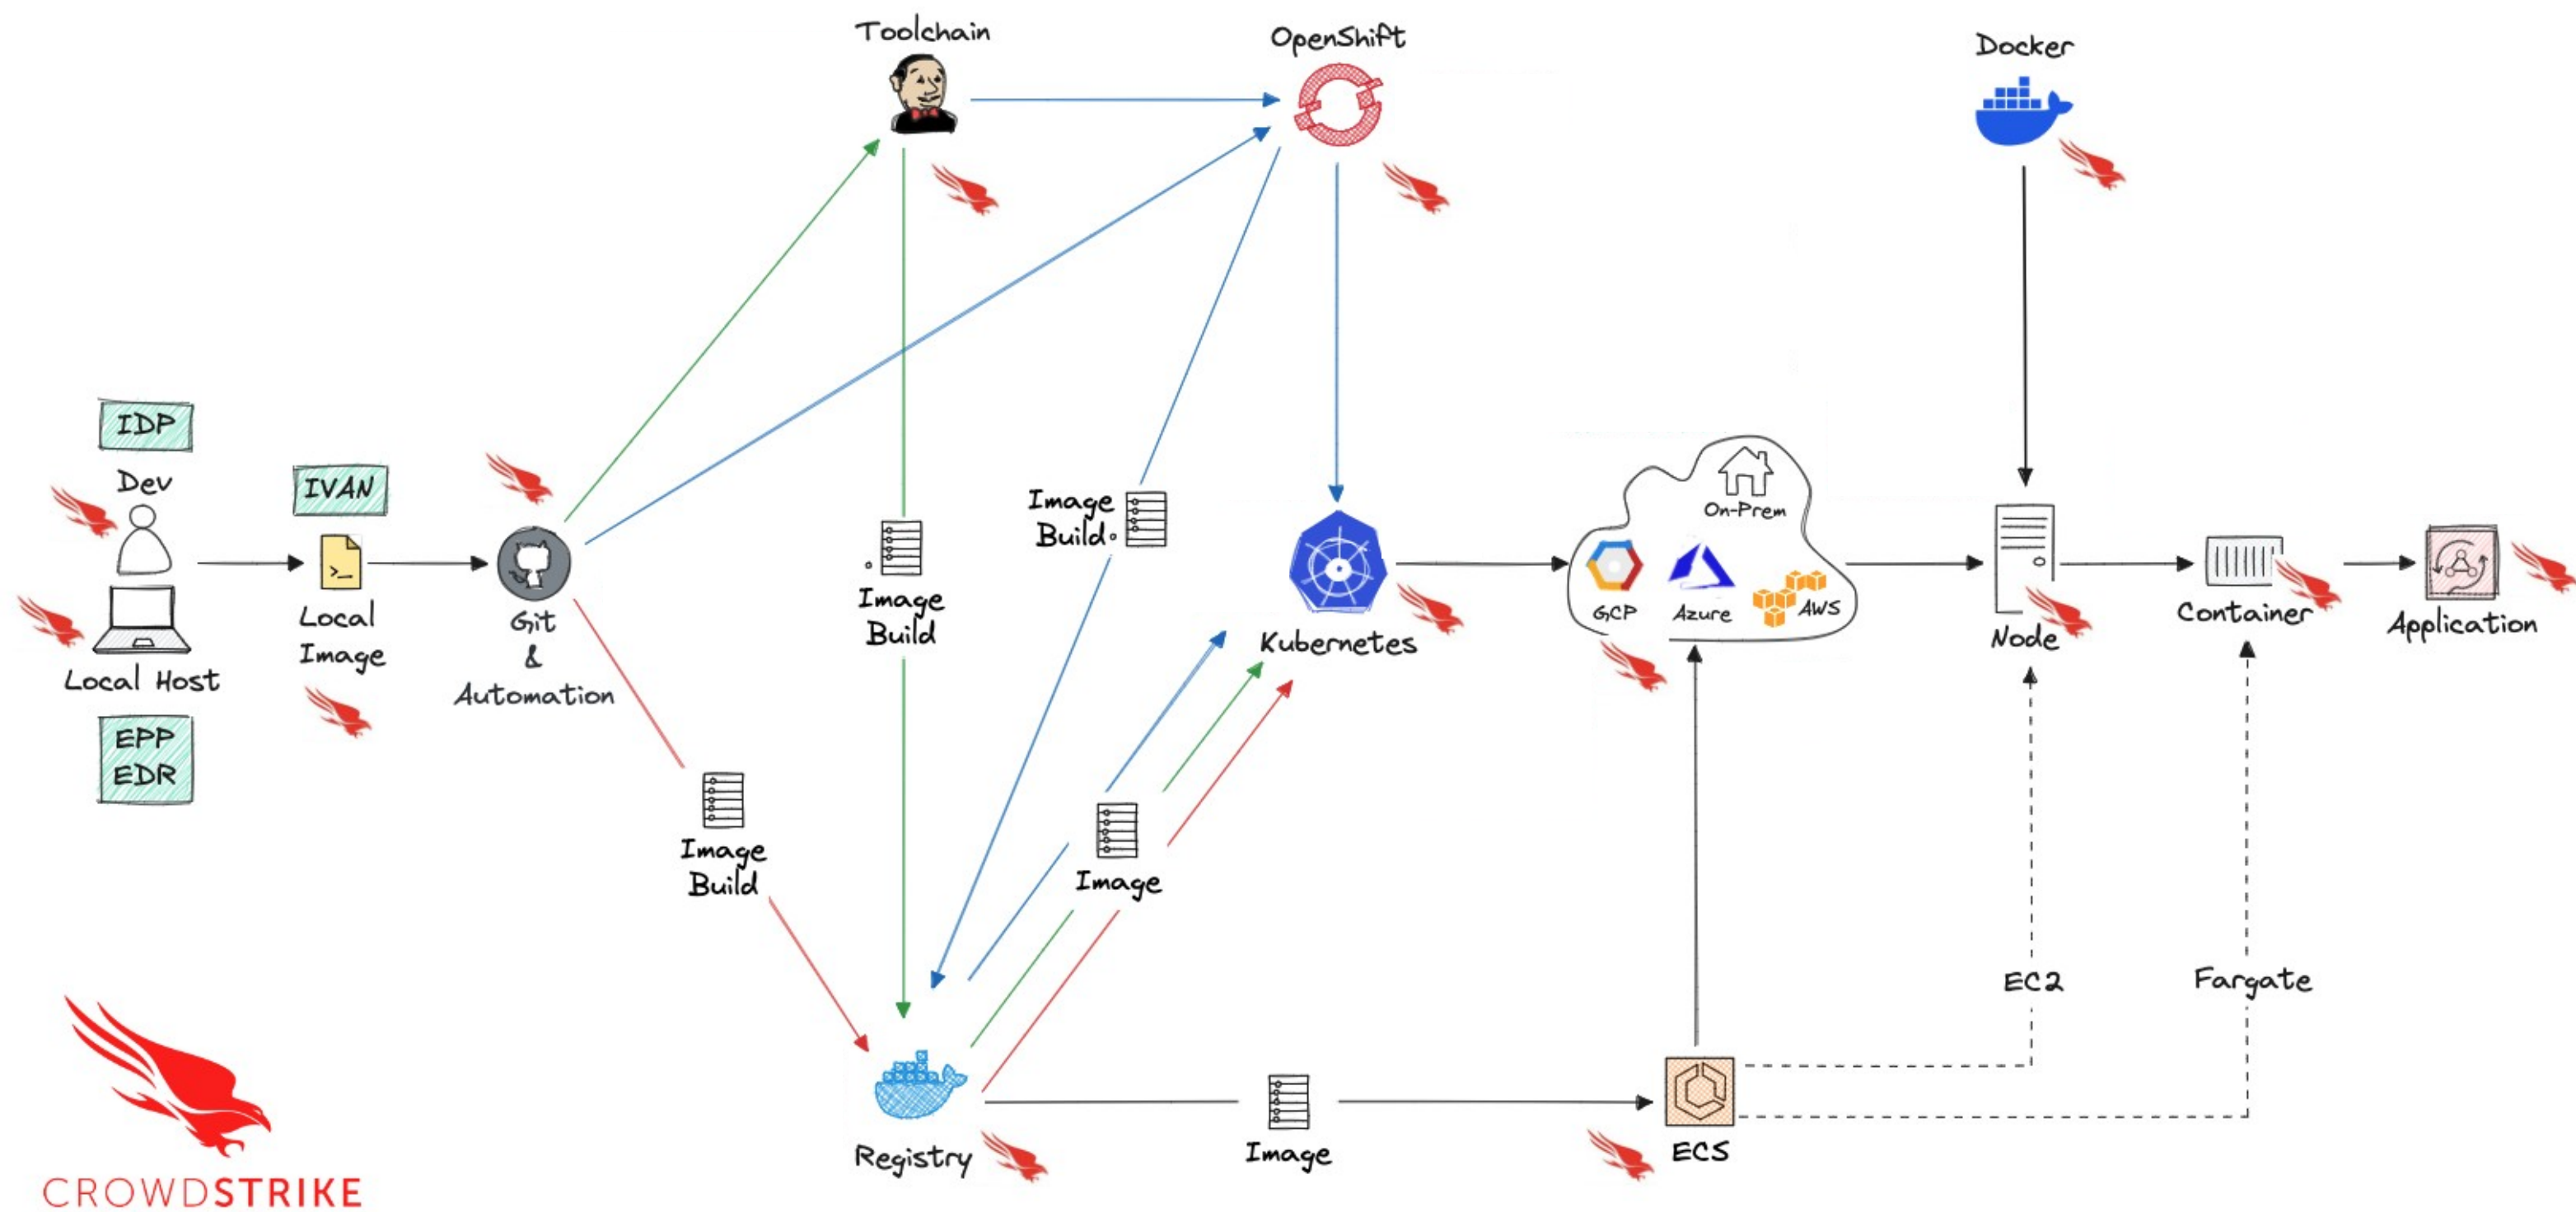 Toolchain
OpenShift
Docker
IDP
Dev
Local Host
EPP
EDR
IVAN
Local
Image
Git
&
Automation
Image
Build
Image
Build
Image
Build
Image
Kubernetes
On-Prem
GCP
Azure
AWS
Node
Container
Application
EC2
Fargate
Registry
Image
ECS
CROWDSTRIKE